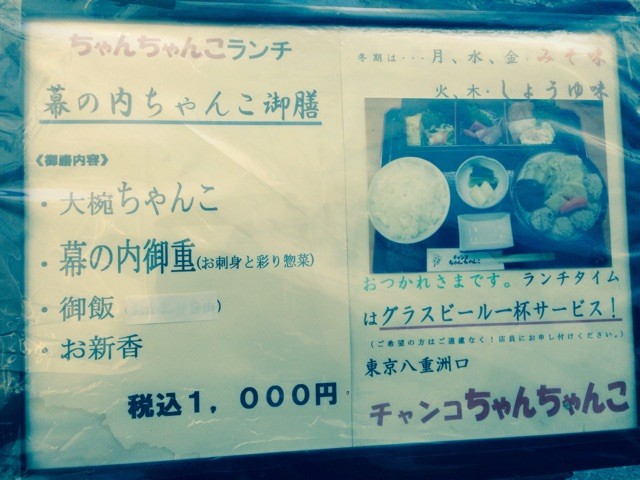 ちゃんちゃんこランチ
幕の内ちゃんこ御膳
《御膳内容》
・大椀ちゃんこ
・幕の内御重(お刺身と彩り惣菜)
・御飯( )
・お新香
税込1,000円
冬期は・・・月、水、金・みそ味
火、木・しょうゆ味
おつかれさまです。ランチタイム
はグラスビール一杯サービス!
(ご希望の方はご遠慮なく!店員にお申し付けください。)
東京八重洲口
チャンコちゃんちゃんこ